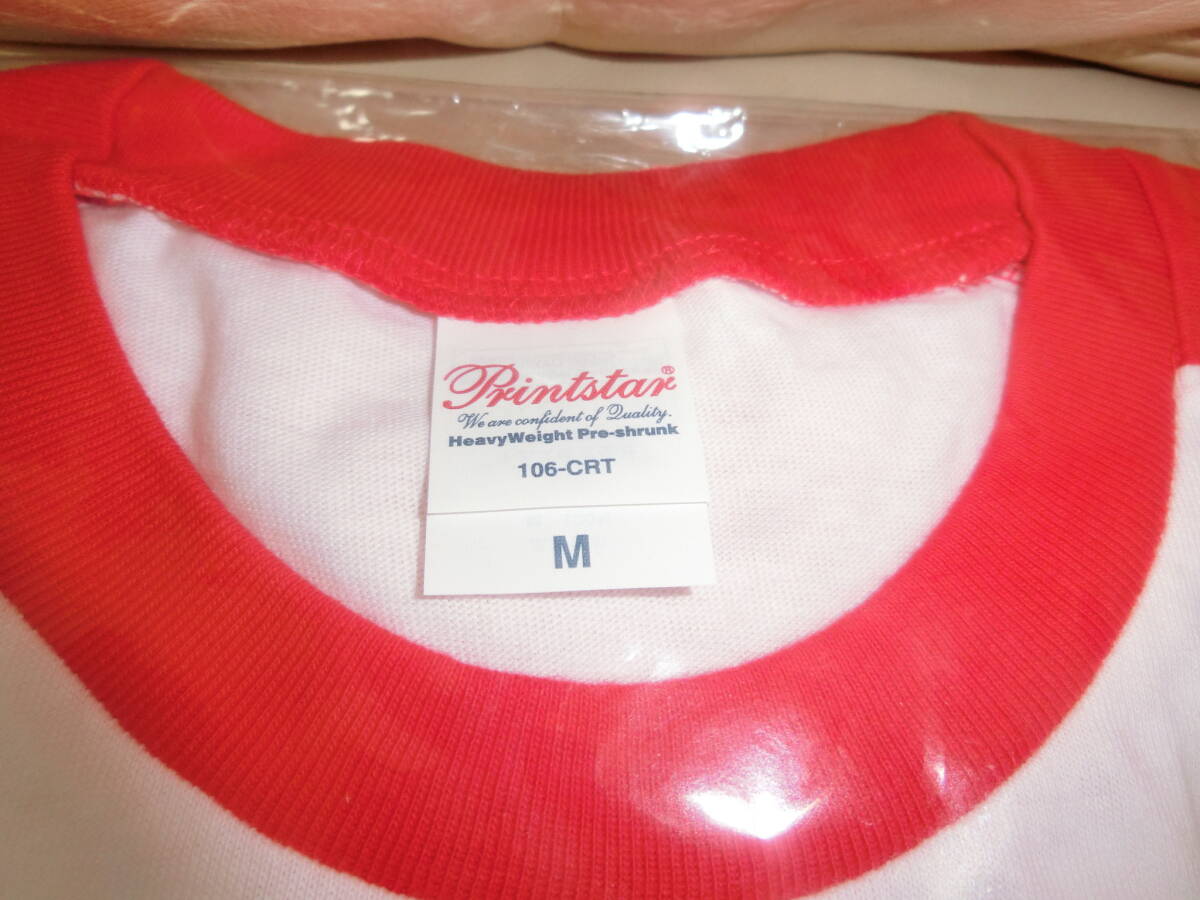 Printstar®
We are confident of Quality.
HeavyWeight Pre-shrunk
106-CRT
M